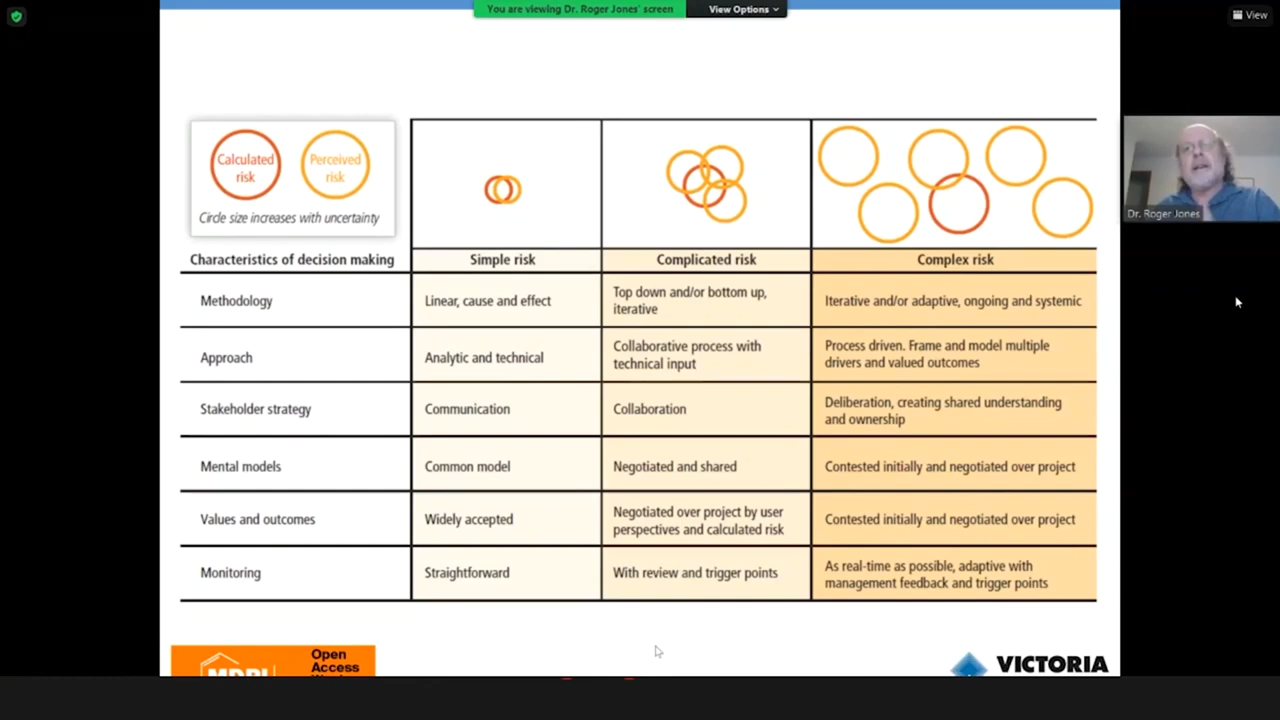 You are viewing Dr. Roger Jones' screen
View Options
View
Calculated
risk
Perceived
risk
Circle size increases with uncertainty
Characteristics of decision making
Simple risk
Complicated risk
Complex risk
Methodology
Linear, cause and effect
Top down and/or bottom up,
iterative
Iterative and/or adaptive, ongoing and systemic
Approach
Analytic and technical
Collaborative process with
technical input
Process driven. Frame and model multiple
drivers and valued outcomes
Stakeholder strategy
Communication
Collaboration
Deliberation, creating shared understanding
and ownership
Mental models
Common model
Negotiated and shared
Contested initially and negotiated over project
Values and outcomes
Widely accepted
Negotiated over project by user
perspectives and calculated risk
Contested initially and negotiated over project
Monitoring
Straightforward
With review and trigger points
As real-time as possible, adaptive with
management feedback and trigger points
Dr. Roger Jones
MDPI
Open
Access
VICTORIA